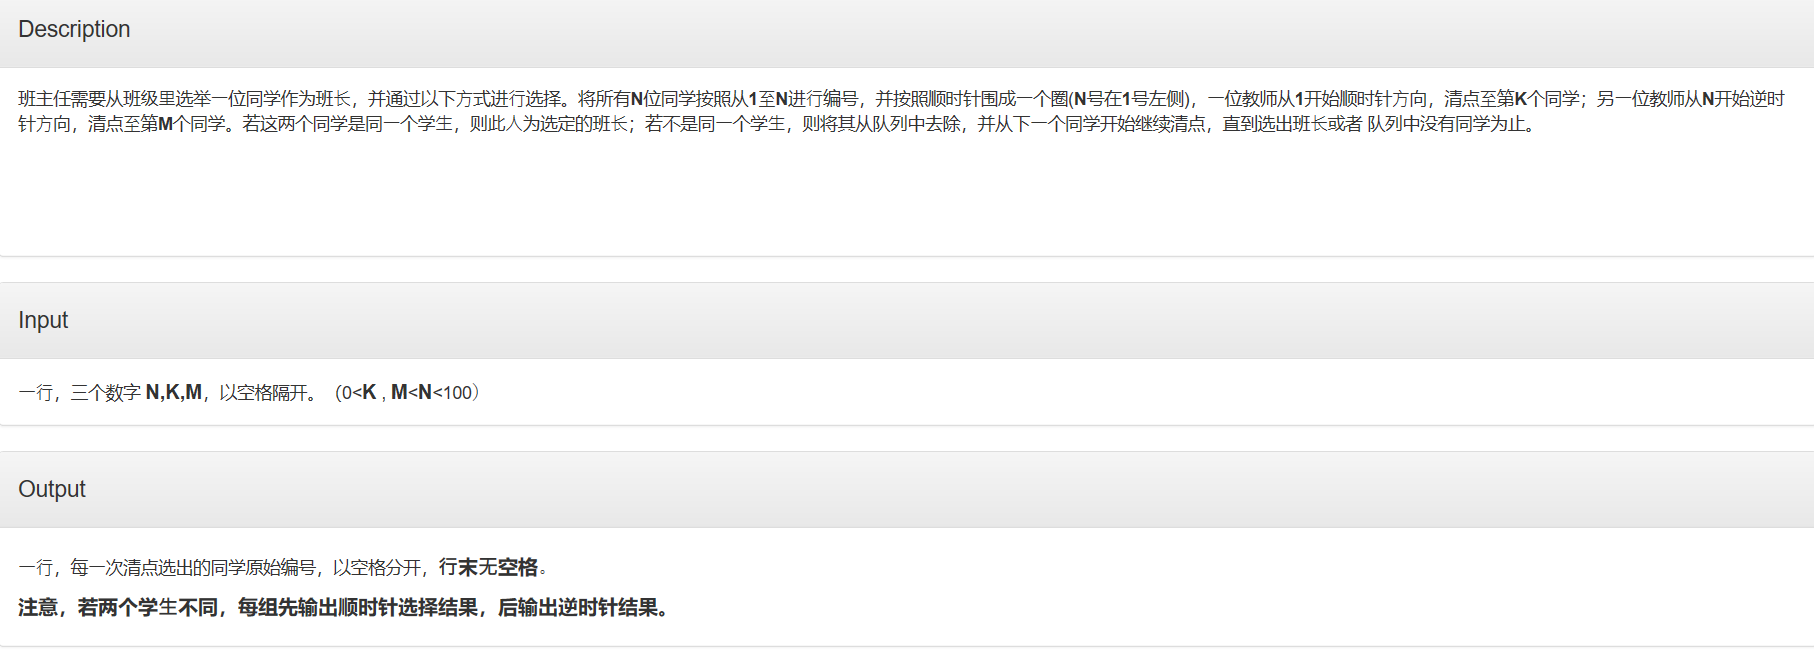 Description
班主任需要从班级里选举一位同学作为班长，并通过以下方式进行选择。将所有N位同学按照从1至N进行编号，并按照顺时针围成一个圈(N号在1号左侧)，一位教师从1开始顺时针方向，清点至第K个同学；另一位教师从N开始逆时
针方向，清点至第M个同学。若这两个同学是同一个学生，则此人为选定的班长；若不是同一个学生，则将其从队列中去除，并从下一个同学开始继续清点，直到选出班长或者 队列中没有同学为止。
Input
一行，三个数字 N,K,M，以空格隔开。（0<K , M<N<100）
Output
一行，每一次清点选出的同学原始编号，以空格分开，行末无空格。
注意，若两个学生不同，每组先输出顺时针选择结果，后输出逆时针结果。